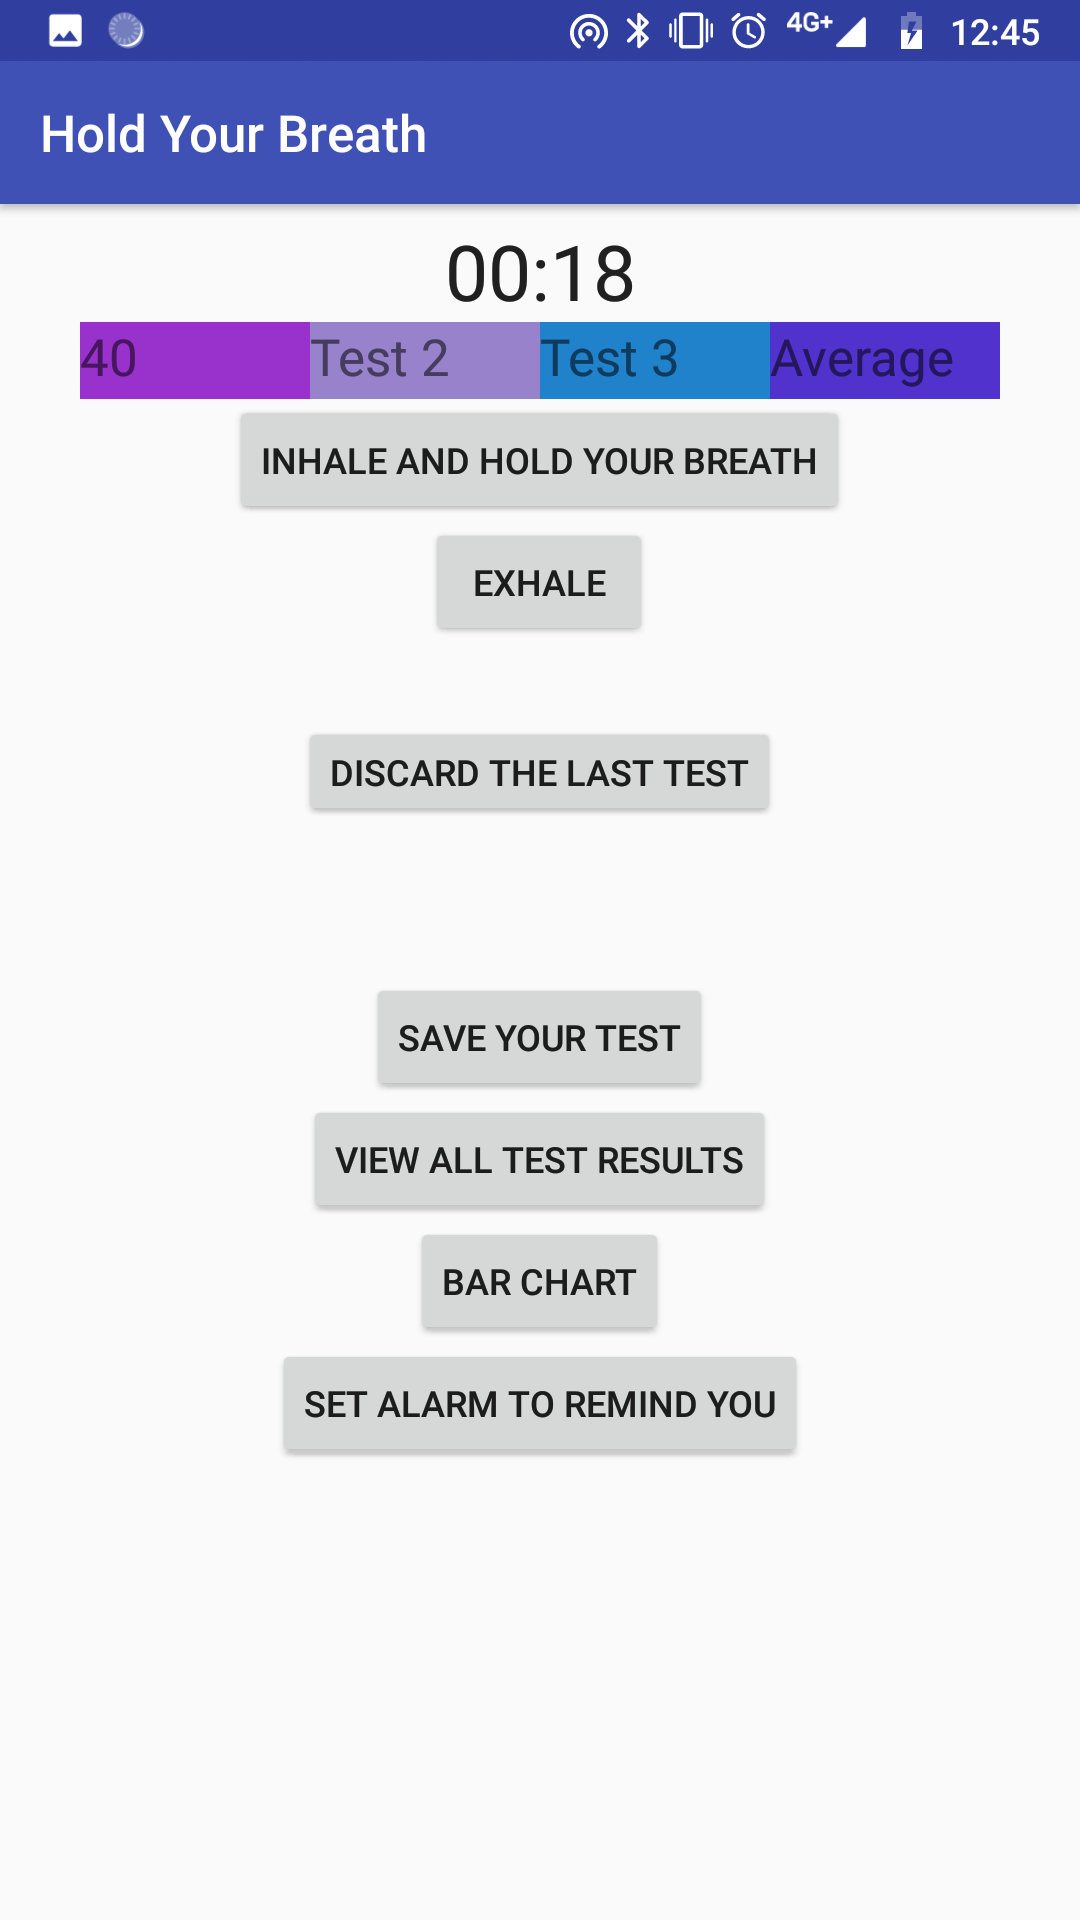 4G+ 12:45
Hold Your Breath
00:18
40 Test 2 Test 3 Average
INHALE AND HOLD YOUR BREATH
EXHALE
DISCARD THE LAST TEST
SAVE YOUR TEST
VIEW ALL TEST RESULTS
BAR CHART
SET ALARM TO REMIND YOU